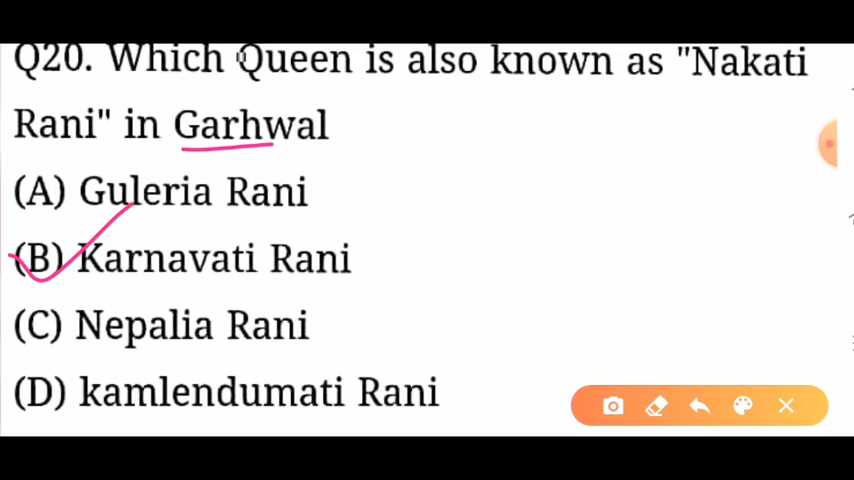 Q20. Which Queen is also known as "Nakati
Rani" in Garhwal
(A) Guleria Rani
(B) Karnavati Rani
(C) Nepalia Rani
(D) kamlendumati Rani